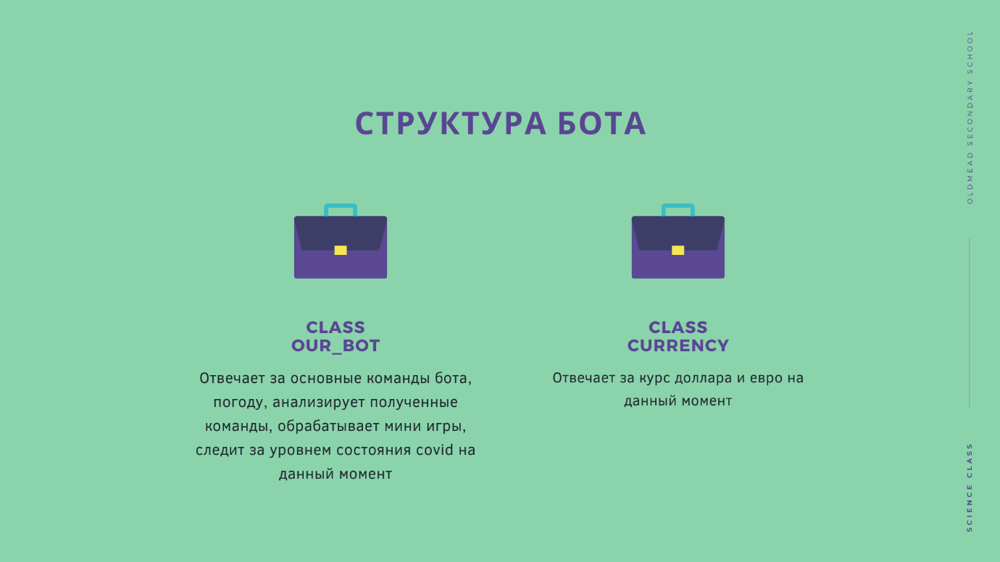 СТРУКТУРА БОТА
CLASS
OUR_BOT
Отвечает за основные команды бота,
погоду, анализирует полученные
команды, обрабатывает мини игры,
следит за уровнем состояния covid на
данный момент
CLASS
CURRENCY
Отвечает за курс доллара и евро на
данный момент
OLDMEAD SECONDARY SCHOOL
SCIENCE CLASS